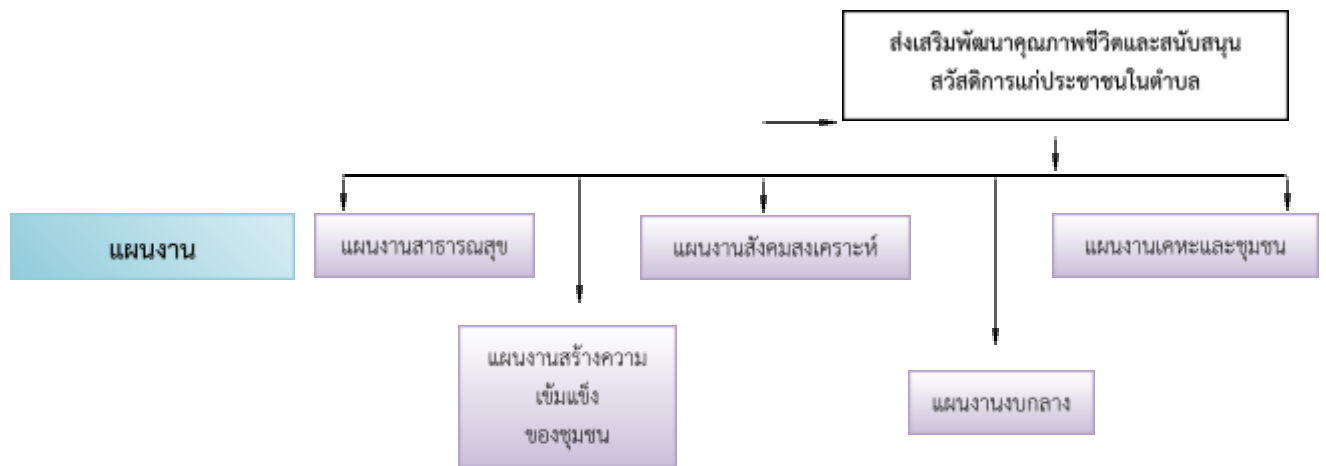 ส่งเสริมพัฒนาคุณภาพชีวิตและสนับสนุน
สวัสดิการแก่ประชาชนในตำบล
แผนงาน
แผนงานสาธารณสุข
แผนงานสังคมสงเคราะห์
แผนงานเคหะและชุมชน
แผนงานสร้างความ
เข้มแข็ง
ของชุมชน
แผนงานงบกลาง